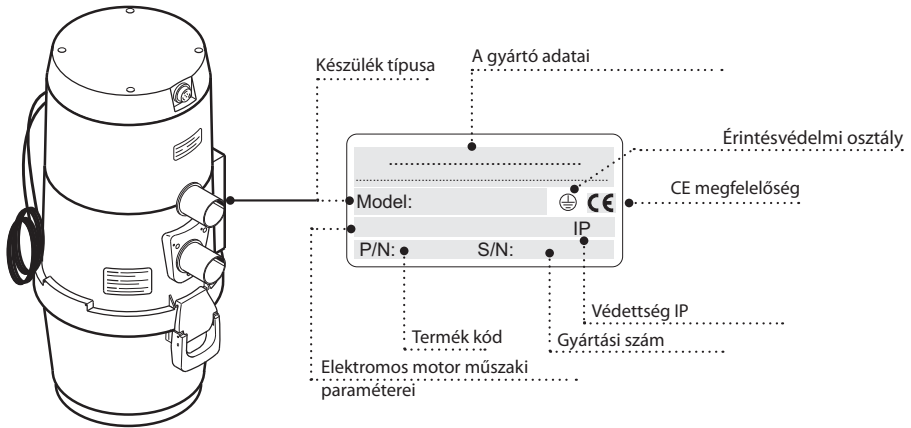 Készülék típusa
A gyártó adatai
Érintésvédelmi osztály
Model:
CE
CE megfelelőség
IP
P/N:
S/N:
Védettség IP
Termék kód
Gyártási szám
Elektromos motor műszaki
paraméterei